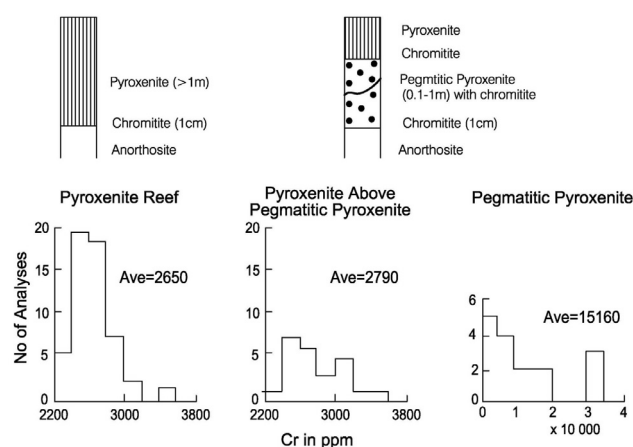 Pyroxenite (>1m)
Chromitite (1cm)
Anorthosite
Pyroxenite
Chromitite
Pegmtitic Pyroxenite
(0.1-1m) with chromitite
Chromitite (1cm)
Anorthosite
Pyroxenite Reef
No of Analyses
20
15
10
5
0
Ave=2650
2200
3000
3800
Pyroxenite Above
Pegmatitic Pyroxenite
20
15
10
5
0
Ave=2790
2200
3000
3800
Cr in ppm
Pegmatitic Pyroxenite
6
4
2
0
Ave=15160
0
1
2
3
4
x 10 000